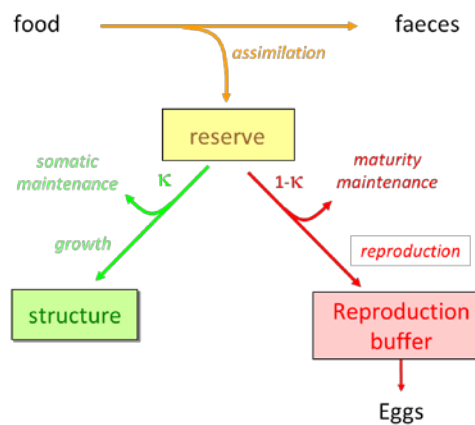 food
faeces
assimilation
reserve
somatic
maintenance
κ
1-κ
maturity
maintenance
growth
reproduction
structure
Reproduction
buffer
Eggs